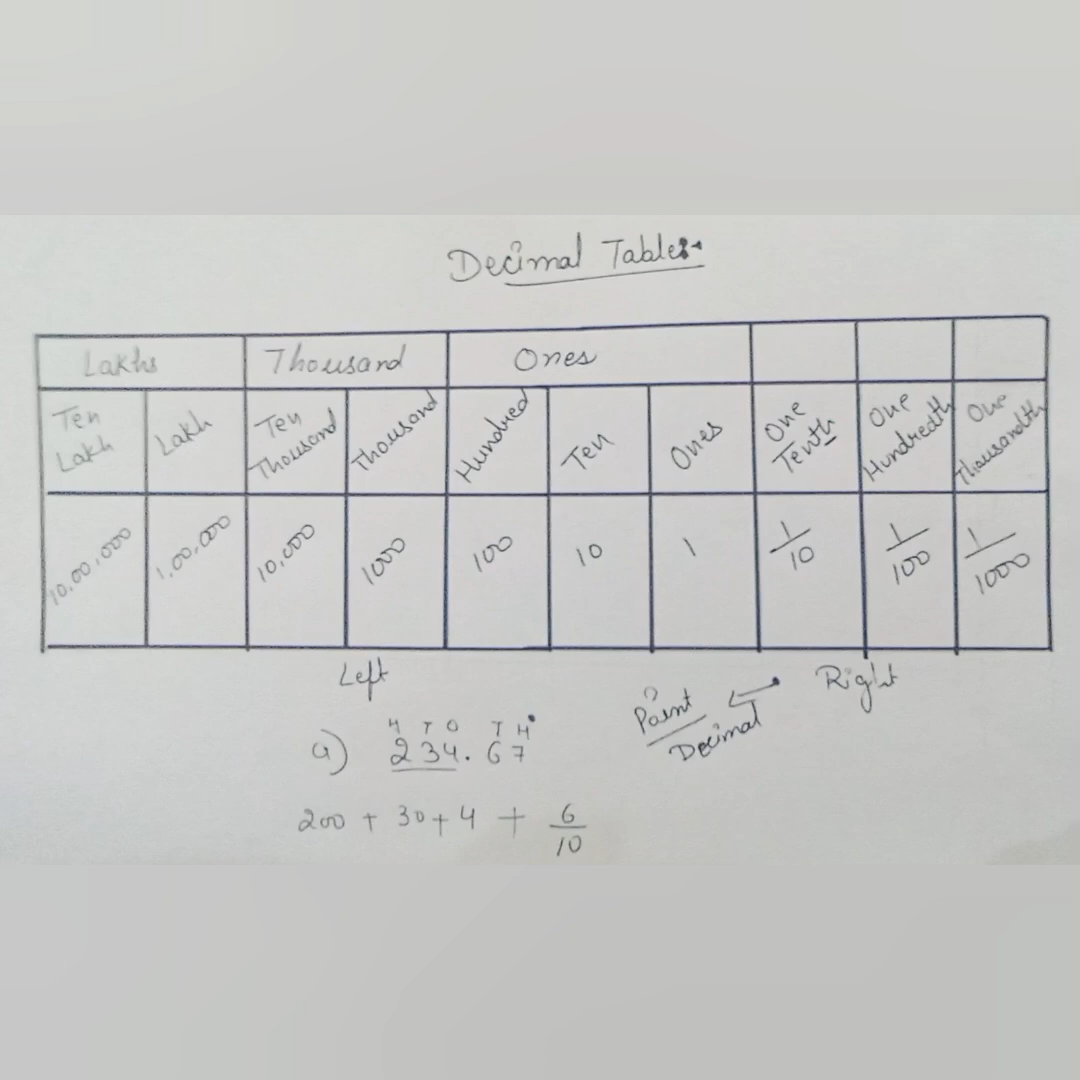 Decimal Tables
Lakhs Thousand Ones
Ten Lakh Lakh Ten Thousand Thousand Hundred Ten Ones One Tenth One Hundredth One Thousandth
10,00,000 1,00,000 10,000 1000 100 10 1 1/10 1/100 1/1000
Left Right
Point
Decimal
H T O T H
a) 234.67
200 + 30 + 4 + 6/10